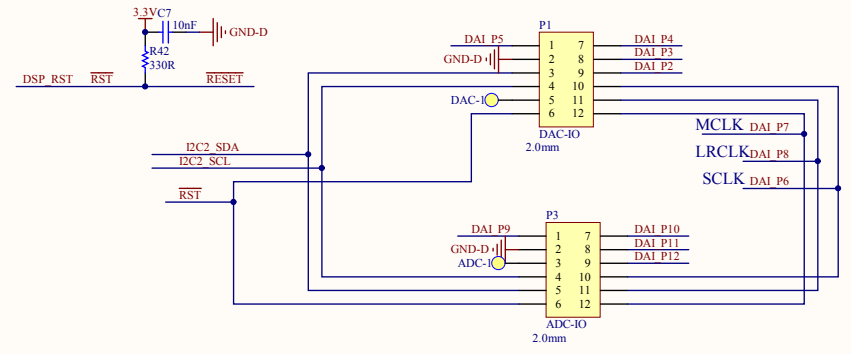 3.3V C7
10nF
GND-D
R42
330R
DSP_RST RST RESET
P1
DAI_P5 1 7 DAI_P4
GND-D 2 8 DAI_P3
3 9 DAI_P2
4 10
DAC-1 5 11
6 12
DAC-IO
2.0mm
MCLK DAI_P7
I2C2_SDA
LRCLK DAI_P8
I2C2_SCL
SCLK DAI_P6
RST
P3
DAI_P9 1 7 DAI_P10
GND-D 2 8 DAI_P11
ADC-1 3 9 DAI_P12
4 10
5 11
6 12
ADC-IO
2.0mm